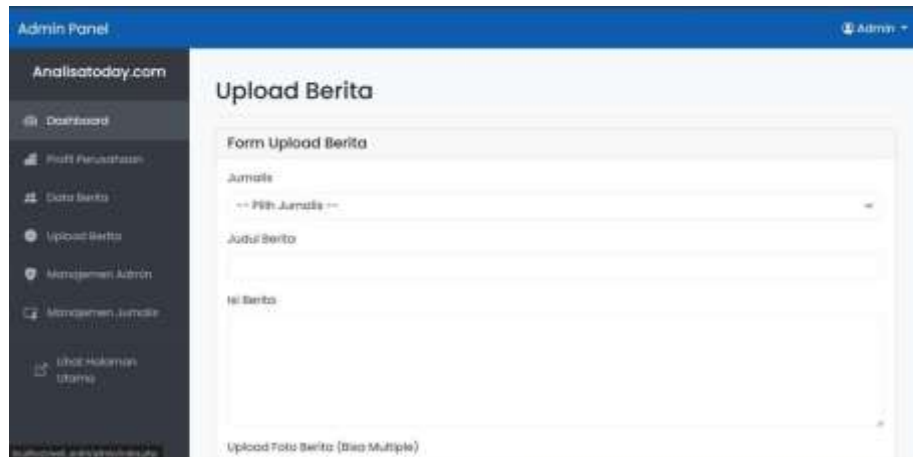 Admin Panel
Admin
Analisatoday.com
Upload Berita
Dashboard
Form Upload Berita
Profil Perusahaan
Jurnalis
Data Berita
-- Pilih Jurnalis --
Upload Berita
Judul Berita
Manajemen Admin
Isi Berita
Manajemen Jurnalis
Lihat Halaman
Utama
Upload Foto Berita (Bisa Multiple)